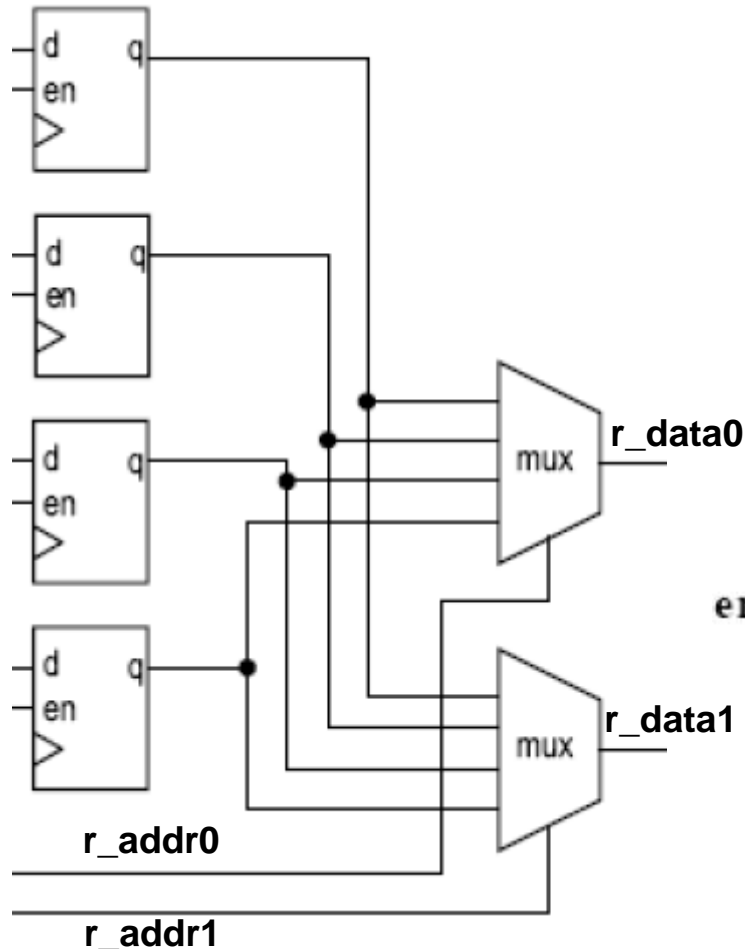 d q
en
d q
en
d q
en
d q
en
mux
r_data0
mux
r_data1
r_addr0
r_addr1